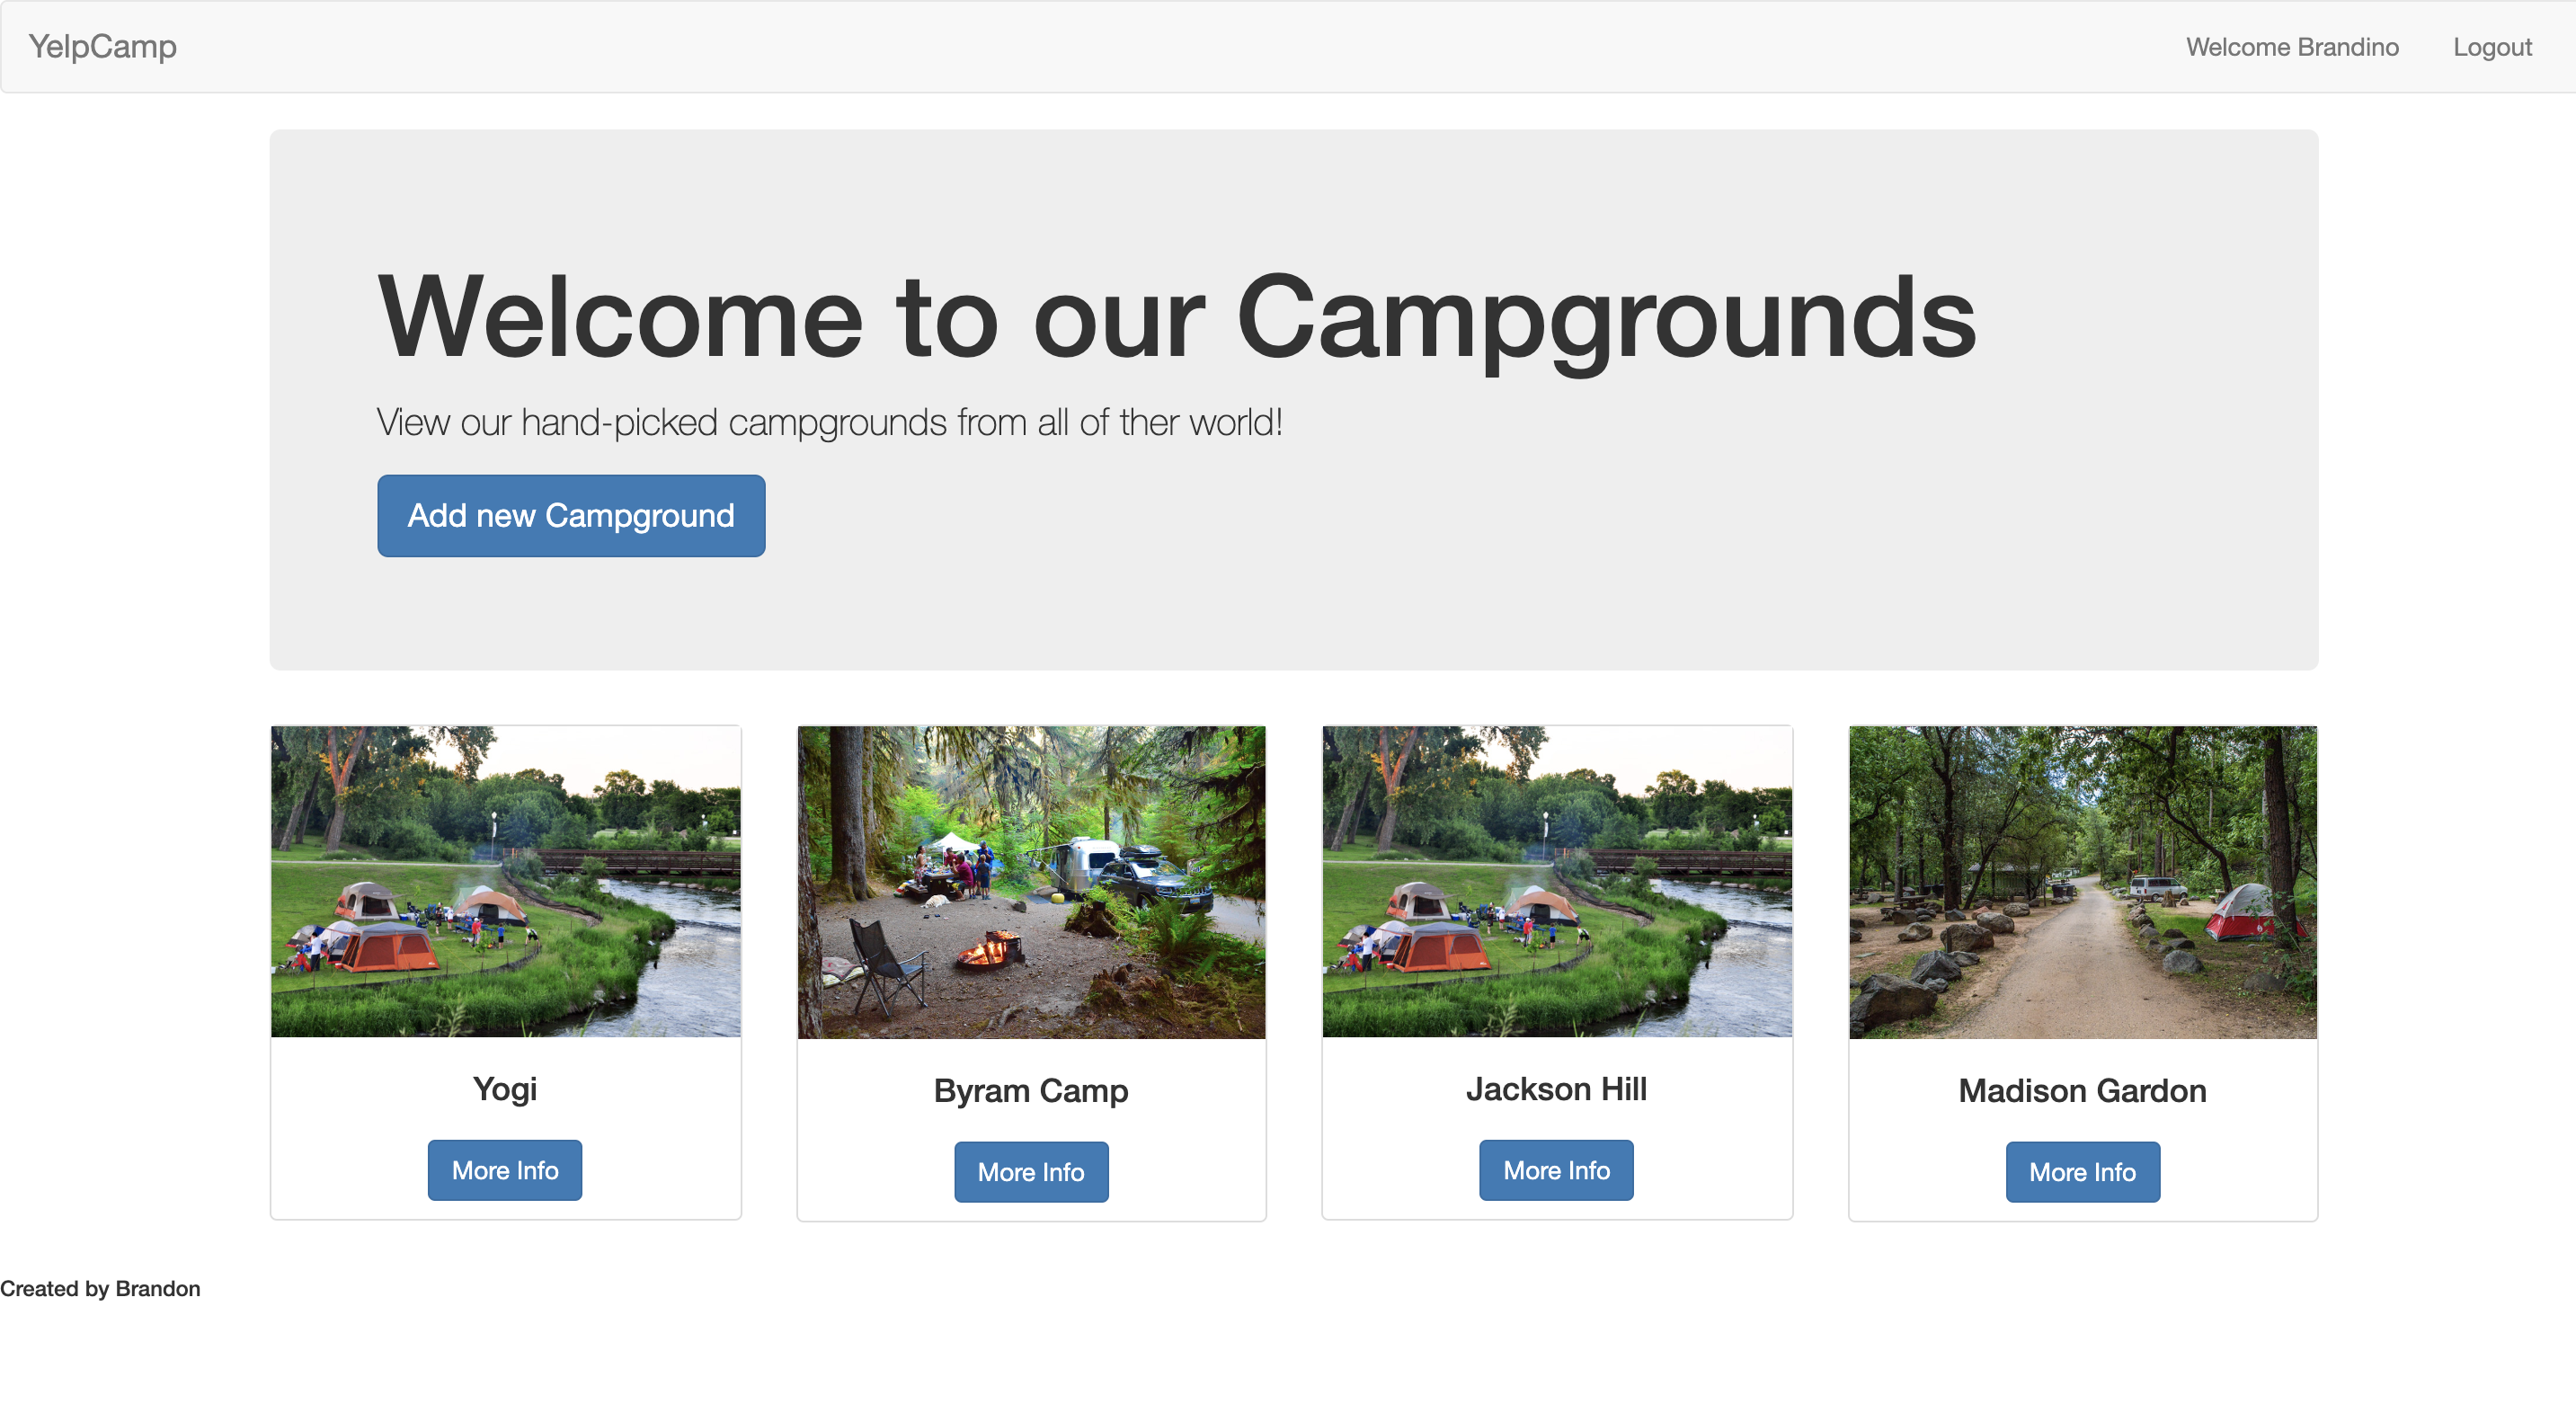 YelpCamp
Welcome Brandino
Logout
Welcome to our Campgrounds
View our hand-picked campgrounds from all of ther world!
Add new Campground
Yogi
More Info
Byram Camp
More Info
Jackson Hill
More Info
Madison Gardon
More Info
Created by Brandon